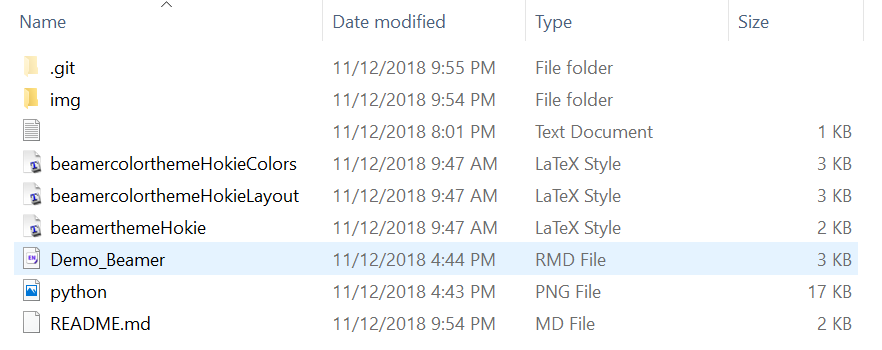 Name Date modified Type Size
.git 11/12/2018 9:55 PM File folder
img 11/12/2018 9:54 PM File folder
11/12/2018 8:01 PM Text Document 1 KB
beamercolorthemeHokieColors 11/12/2018 9:47 AM LaTeX Style 3 KB
beamercolorthemeHokieLayout 11/12/2018 9:47 AM LaTeX Style 3 KB
beamerthemeHokie 11/12/2018 9:47 AM LaTeX Style 2 KB
Demo_Beamer 11/12/2018 4:44 PM RMD File 3 KB
python 11/12/2018 4:43 PM PNG File 17 KB
README.md 11/12/2018 9:54 PM MD File 2 KB